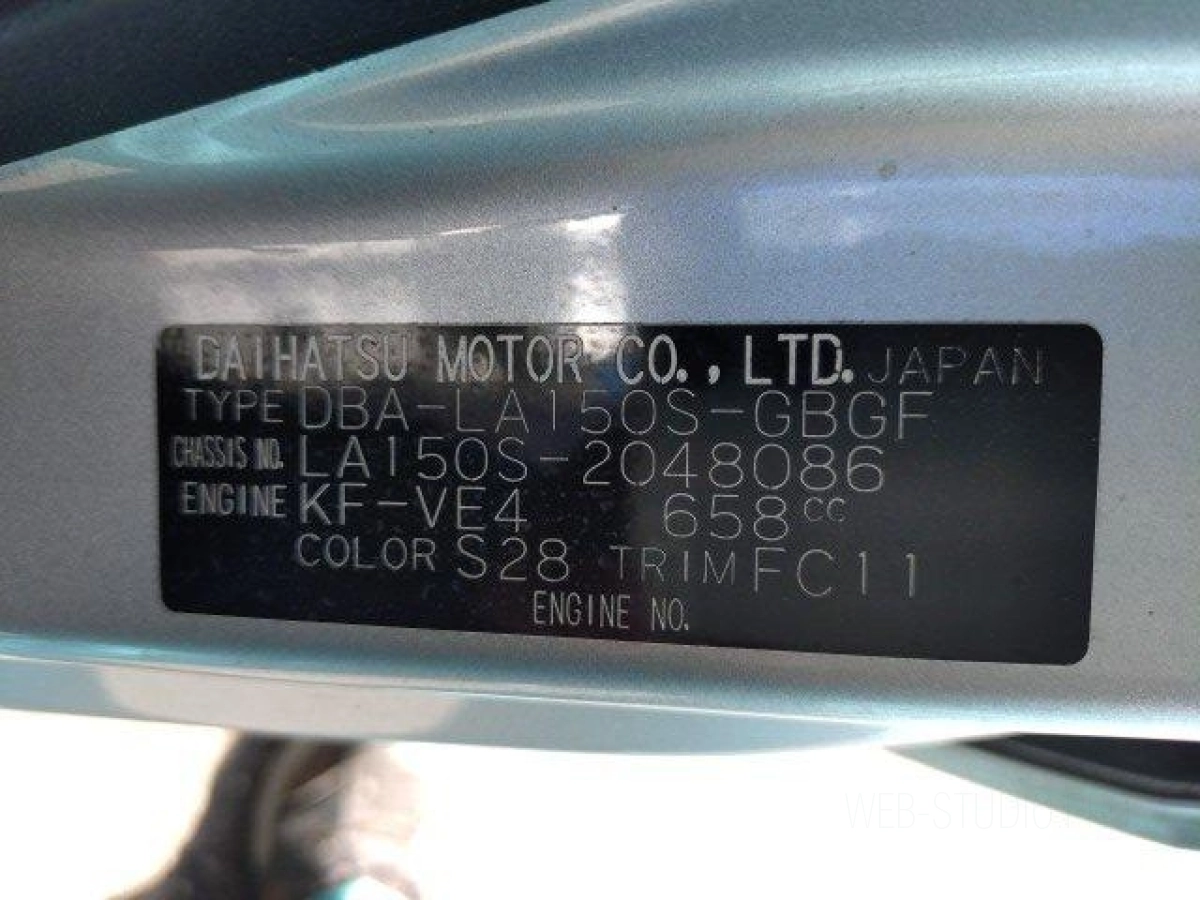 DAIHATSU MOTOR CO., LTD. JAPAN
TYPE DBA-LA150S-GBGF
CHASSIS NO. LA150S-2048086
ENGINE KF-VE4 658cc
COLOR S28 TRIM FC11
ENGINE NO.